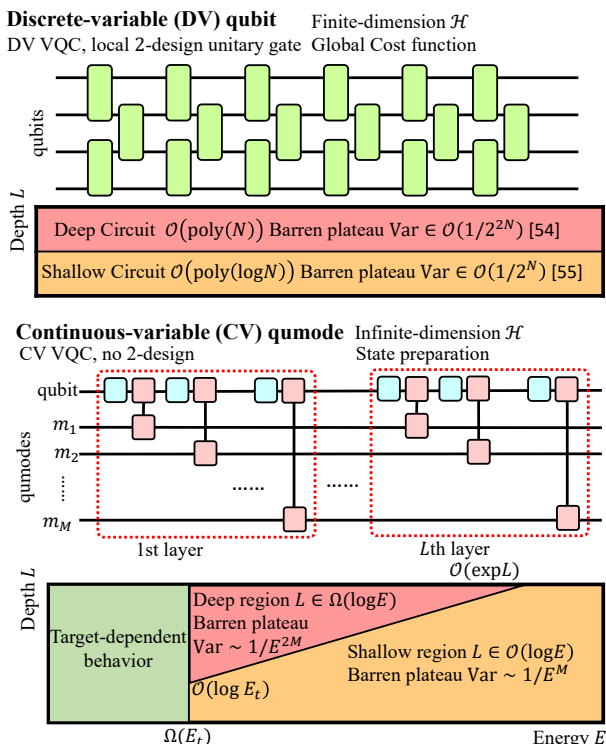 Discrete-variable (DV) qubit Finite-dimension ℋ
DV VQC, local 2-design unitary gate Global Cost function
qubits
Depth L
Deep Circuit 𝒪(poly(N)) Barren plateau Var ∈ 𝒪(1/2^{2N}) [54]
Shallow Circuit 𝒪(poly(logN)) Barren plateau Var ∈ 𝒪(1/2^N) [55]
Continuous-variable (CV) qumode Infinite-dimension ℋ
CV VQC, no 2-design State preparation
qubit
m_1
m_2
qumodes
......
...... ......
m_M
1st layer Lth layer
𝒪(expL)
Depth L
Target-dependent
behavior
Deep region L ∈ Ω(logE)
Barren plateau
Var ~ 1/E^{2M}
Shallow region L ∈ 𝒪(logE)
Barren plateau Var ~ 1/E^M
𝒪(log E_t)
Ω(E_t) Energy E